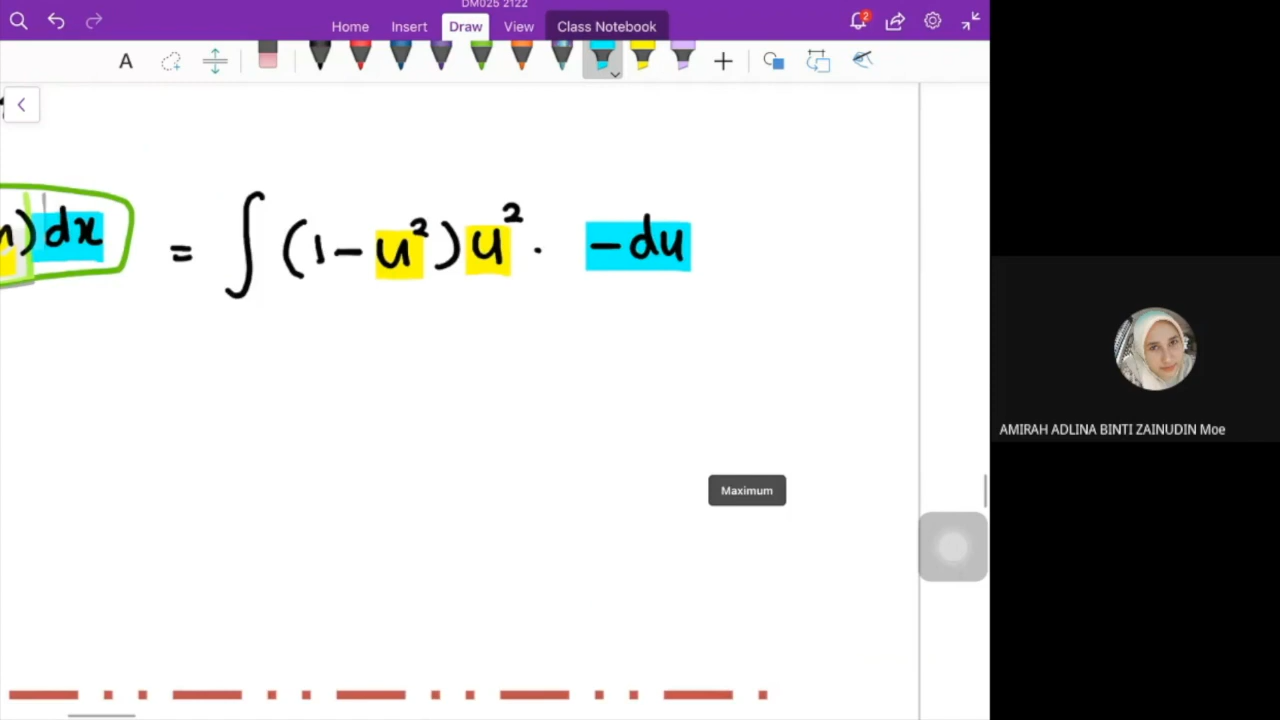 DM025 2122
Home Insert Draw View Class Notebook
2
A
) dx = ∫ (1 - u²) u² · - du
Maximum
AMIRAH ADLINA BINTI ZAINUDIN Moe